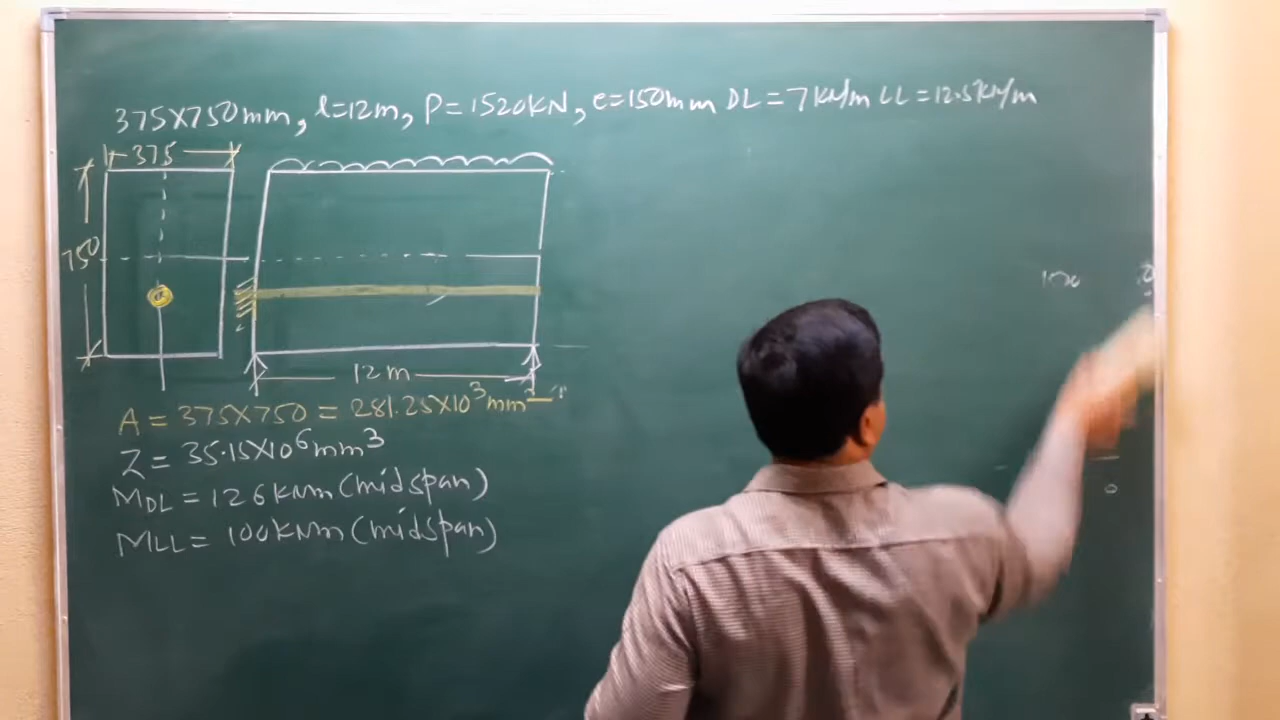 375X750mm, l=12m, P=1520KN, e=150mm DL=7KN/m LL=12.5KN/m
375
750
12m
A = 375X750 = 281.25X10³mm²
Z = 35.15X10⁶mm³
MDL = 126KNm(midspan)
MLL = 100KNm(midspan)